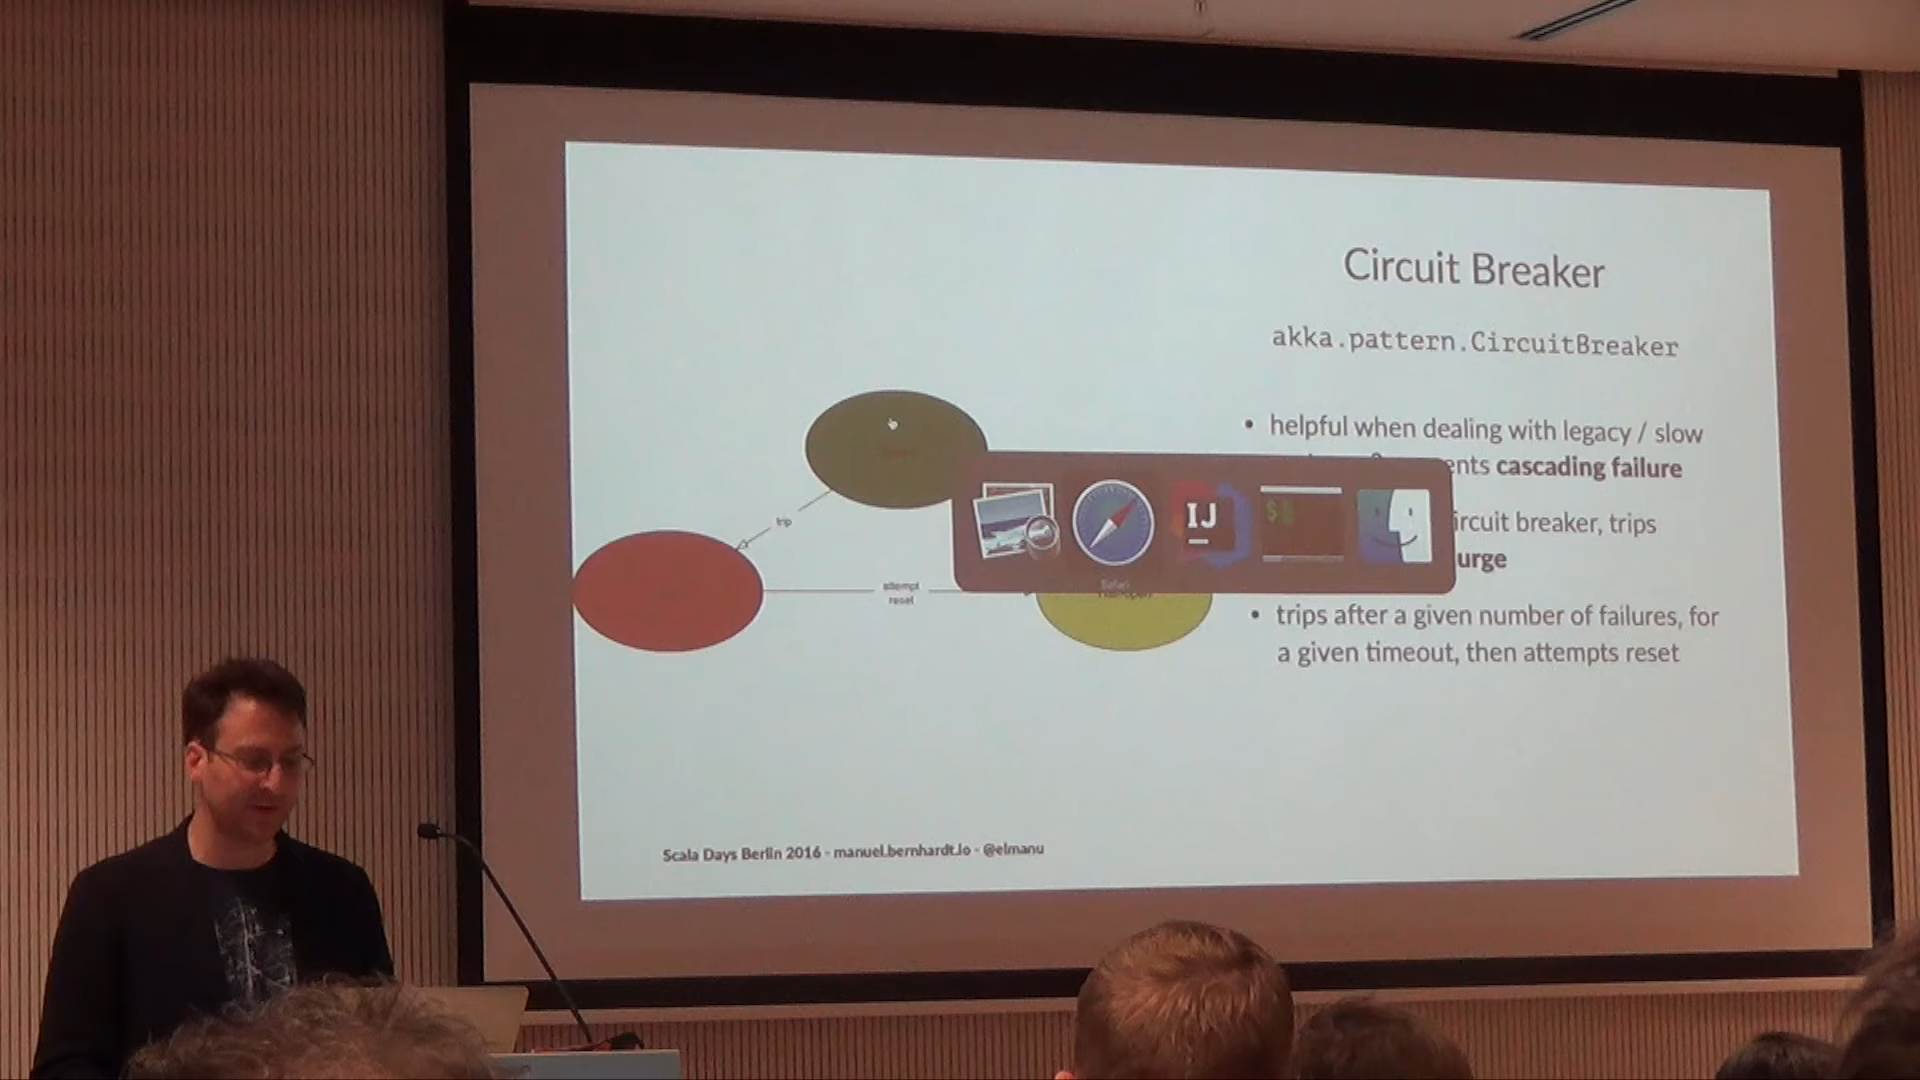 Circuit Breaker
akka.pattern.CircuitBreaker
• helpful when dealing with legacy / slow
ents cascading failure
ircuit breaker, trips
urge
• trips after a given number of failures, for
a given timeout, then attempts reset
trip
attempt
reset
IJ
$
Safari
Scala Days Berlin 2016 - manuel.bernhardt.io - @elmanu